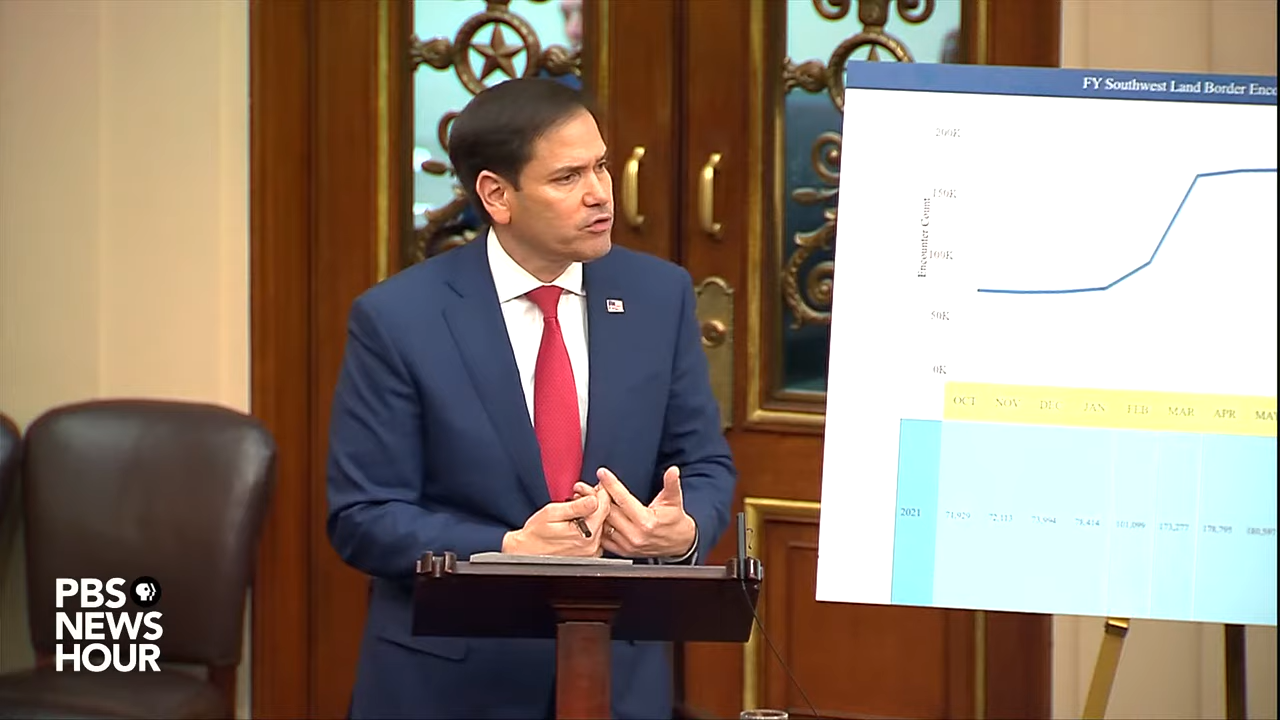 FY Southwest Land Border Enco
200K
150K
100K
50K
0K
Encounter Count
OCT NOV DEC JAN FEB MAR APR MAY
2021 71,929 72,113 73,994 78,414 101,099 173,277 178,795
PBS
NEWS
HOUR